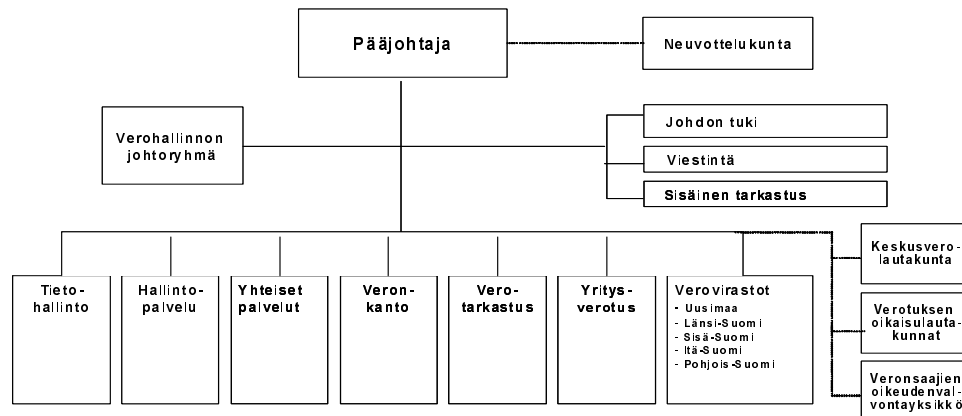 Pääjohtaja
Neuvottelukunta
Verohallinnon
johtoryhmä
Johdon tuki
Viestintä
Sisäinen tarkastus
Tieto-
hallinto
Hallinto-
palvelu
Yhteiset
palvelut
Veron-
kanto
Vero-
tarkastus
Yritys-
verotus
Verovirastot
- Uusimaa
- Länsi-Suomi
- Sisä-Suomi
- Itä-Suomi
- Pohjois-Suomi
Keskusvero-
lautakunta
Verotuksen
oikaisulauta-
kunnat
Veronsaajien
oikeudenval-
vontayksikkö